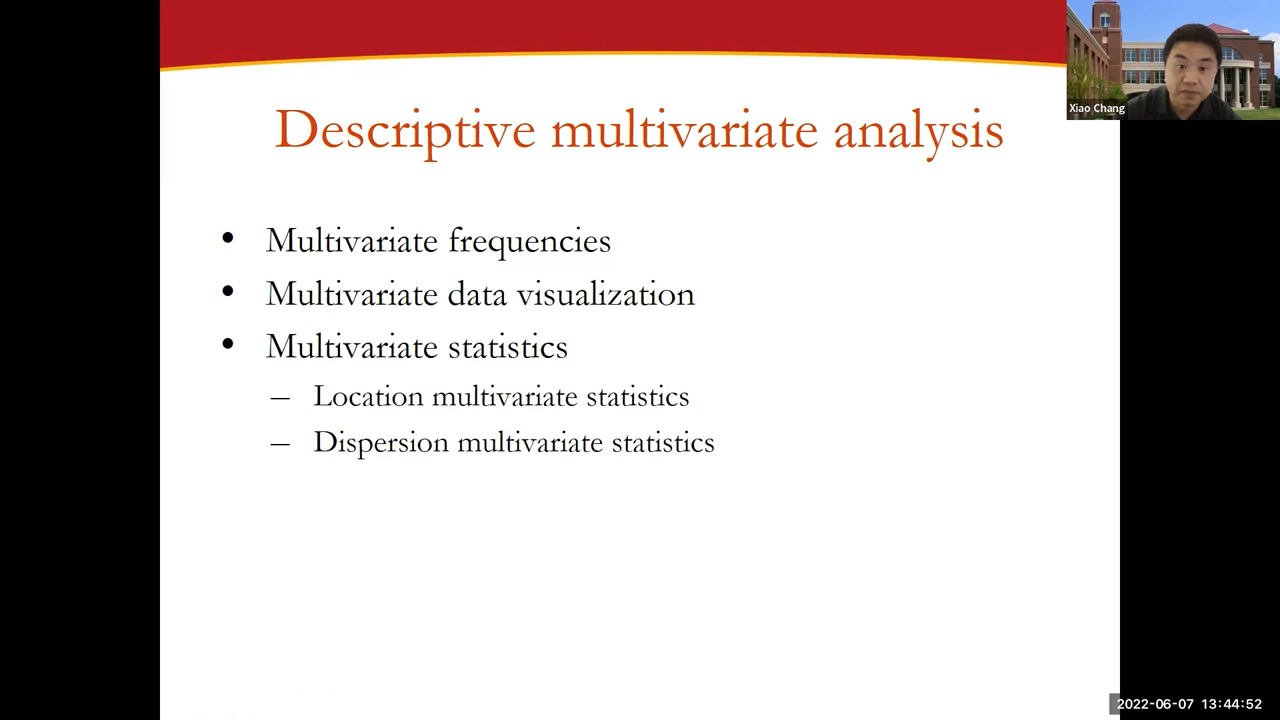 Xiao Chang
Descriptive multivariate analysis
• Multivariate frequencies
• Multivariate data visualization
• Multivariate statistics
– Location multivariate statistics
– Dispersion multivariate statistics
2022-06-07 13:44:52